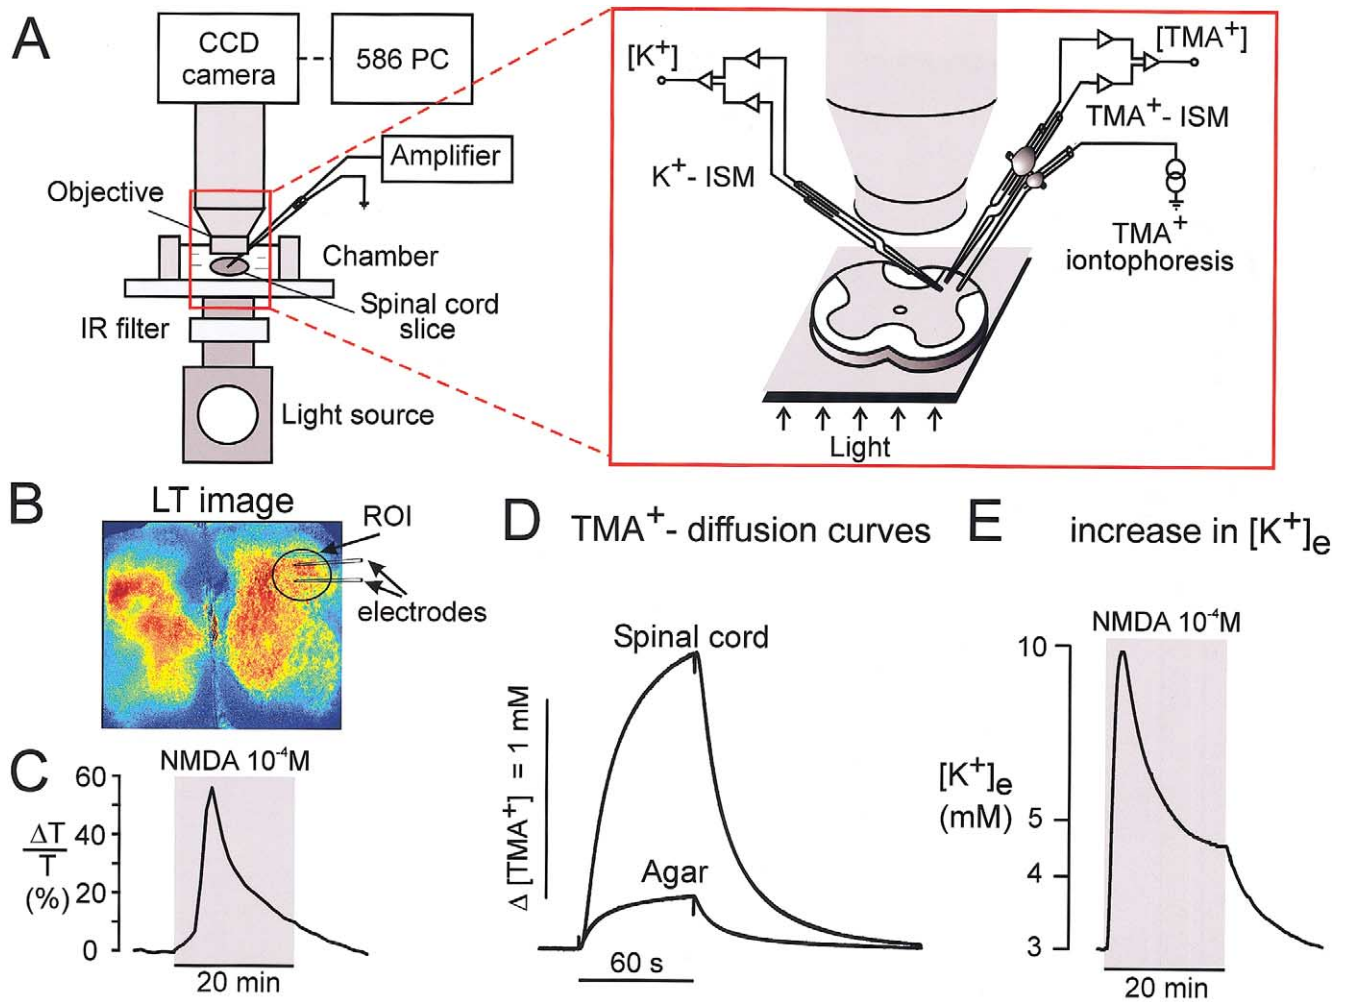 A
CCD
camera
586 PC
Amplifier
Objective
Chamber
Spinal cord
slice
IR filter
Light source
[K+]
K+- ISM
[TMA+]
TMA+- ISM
TMA+
iontophoresis
Light
B
LT image
ROI
electrodes
C
NMDA 10-4M
60
40
20
0
ΔT
T
(%)
20 min
D
TMA+- diffusion curves
Spinal cord
Δ [TMA+] = 1 mM
Agar
60 s
E
increase in [K+]e
NMDA 10-4M
10
5
4
3
[K+]e
(mM)
20 min